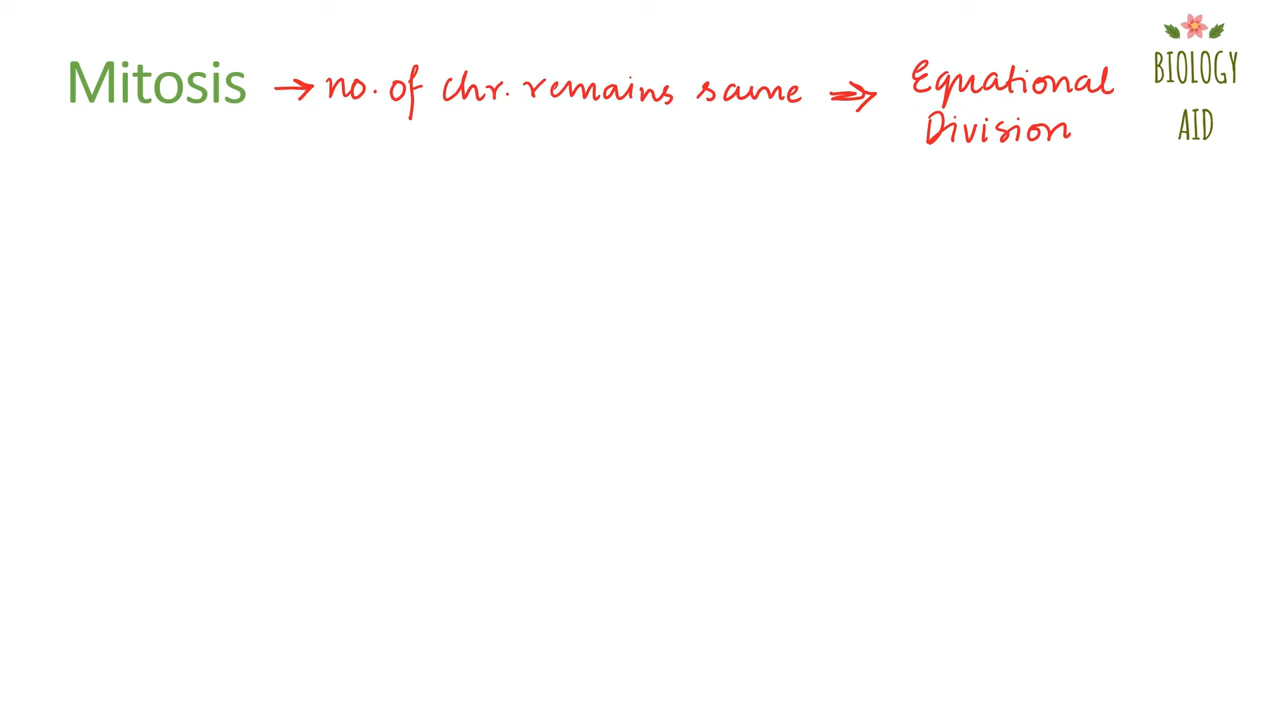 Mitosis → no. of chr. remains same ⇒ Equational
Division
BIOLOGY
AID